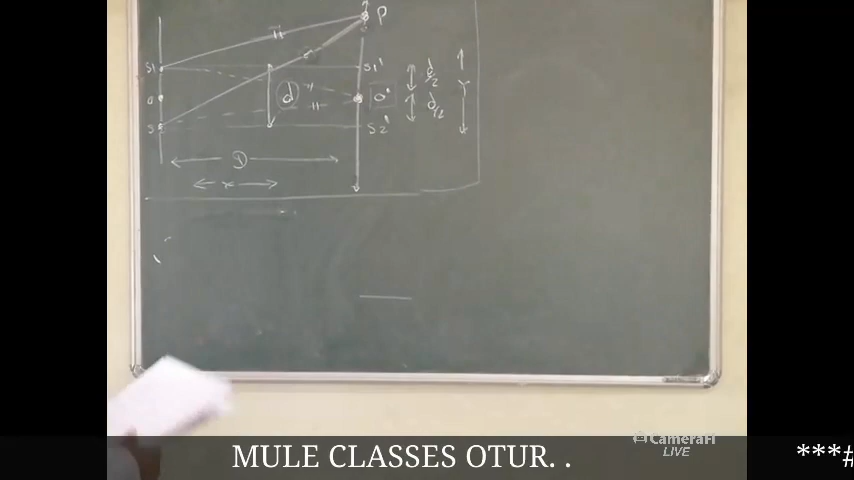 P
S1
S1'
d/2
O
d
O'
Y
d/2
S2'
D
x
CameraFI
LIVE
MULE CLASSES OTUR. .
***#